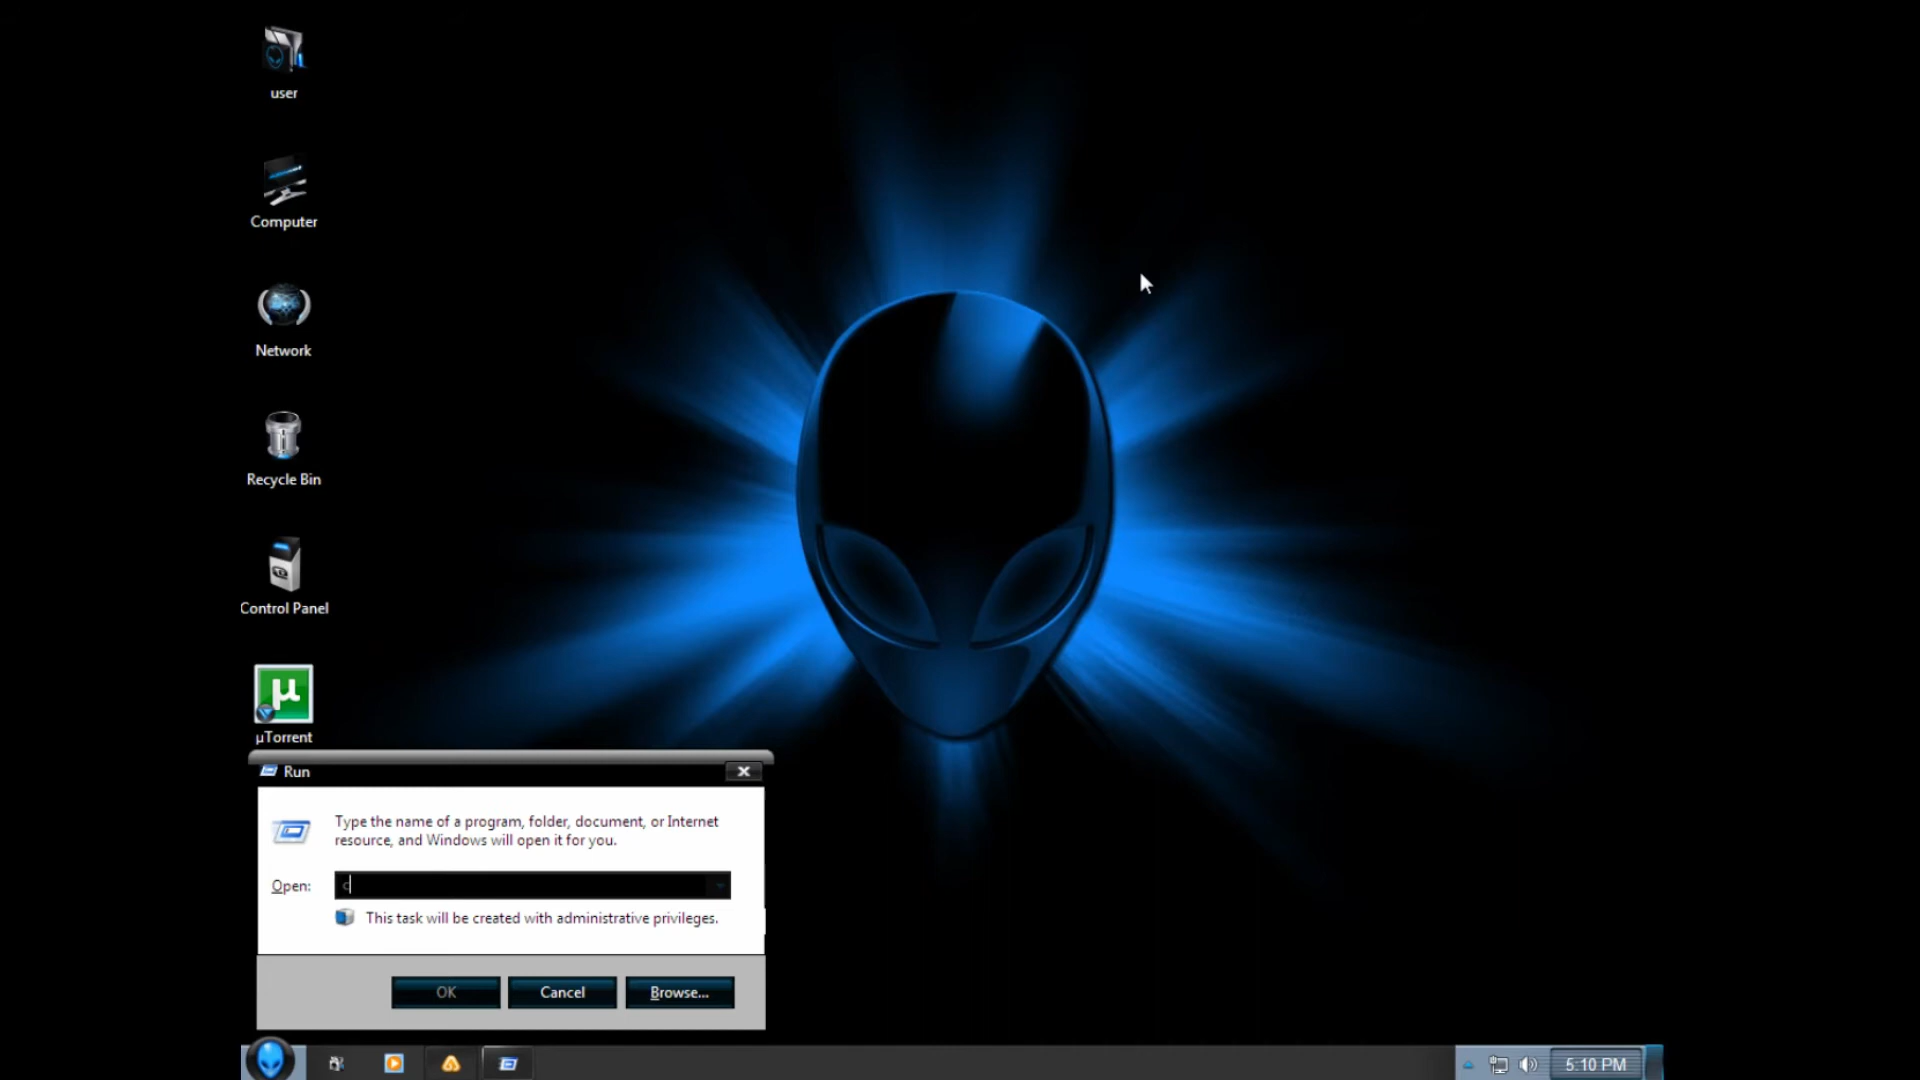 user
Computer
Network
Recycle Bin
Control Panel
µ
µTorrent
Run
Type the name of a program, folder, document, or Internet
resource, and Windows will open it for you.
Open: c
This task will be created with administrative privileges.
OK Cancel Browse...
5:10 PM